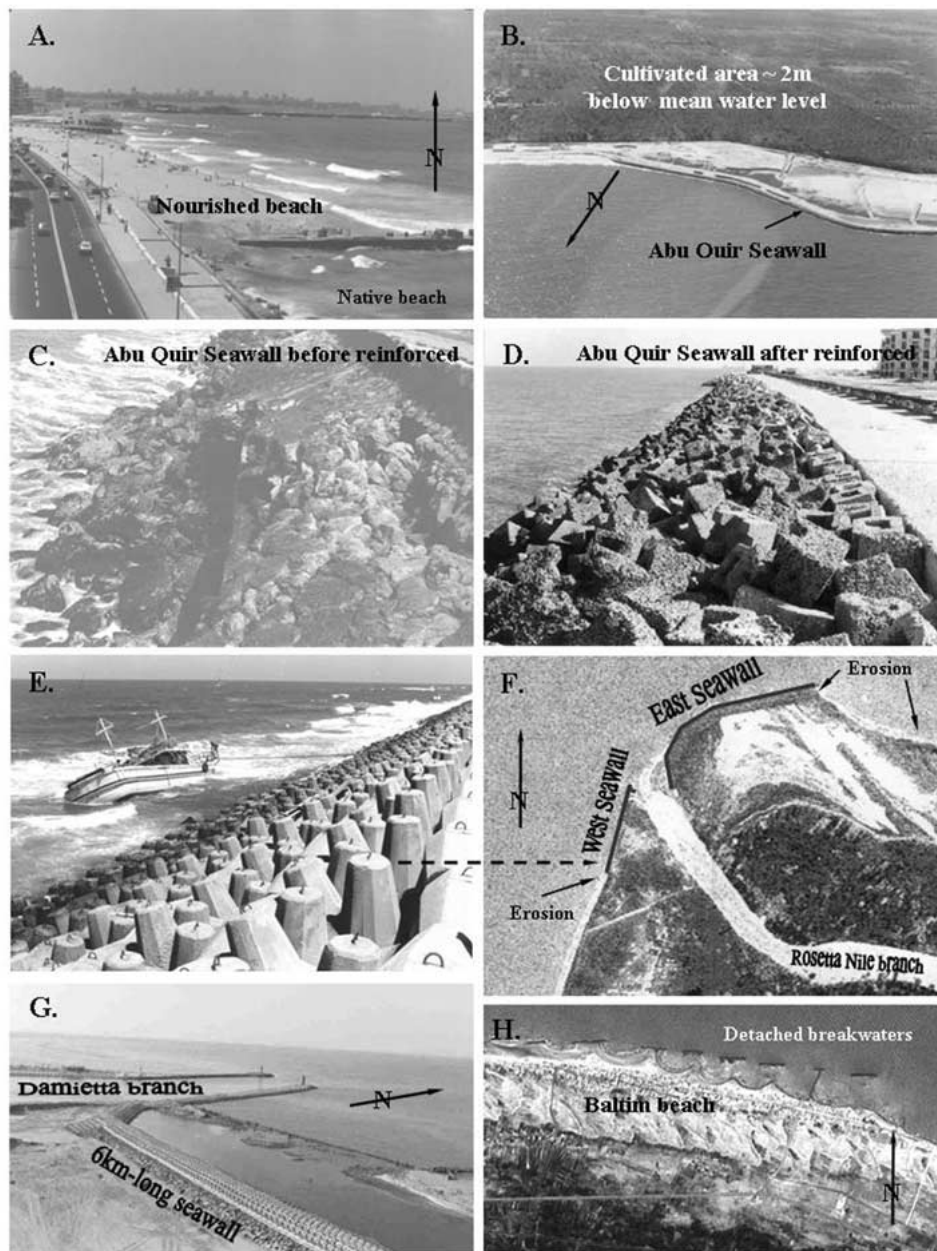 A.
N
Nourished beach
Native beach
B.
Cultivated area ~ 2m
below mean water level
N
Abu Quir Seawall
C.
Abu Quir Seawall before reinforced
D.
Abu Quir Seawall after reinforced
E.
F.
East Seawall
Erosion
N
West Seawall
Erosion
Rosetta Nile branch
G.
Damietta branch
N
6km-long seawall
H.
Detached breakwaters
Baltim beach
N